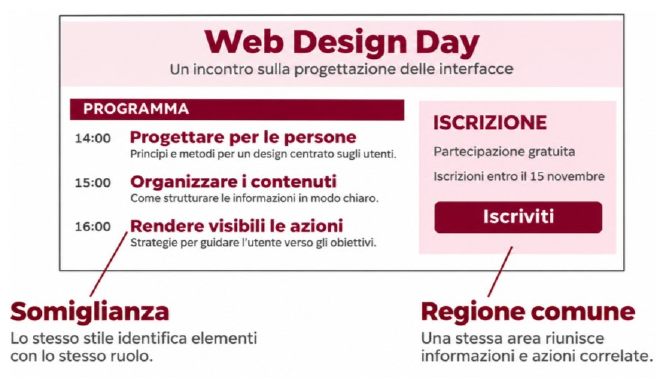 Web Design Day
Un incontro sulla progettazione delle interfacce
PROGRAMMA
14:00 Progettare per le persone
Principi e metodi per un design centrato sugli utenti.
15:00 Organizzare i contenuti
Come strutturare le informazioni in modo chiaro.
16:00 Rendere visibili le azioni
Strategie per guidare l'utente verso gli obiettivi.
ISCRIZIONE
Partecipazione gratuita
Iscrizioni entro il 15 novembre
Iscriviti
Somiglianza
Lo stesso stile identifica elementi
con lo stesso ruolo.
Regione comune
Una stessa area riunisce
informazioni e azioni correlate.